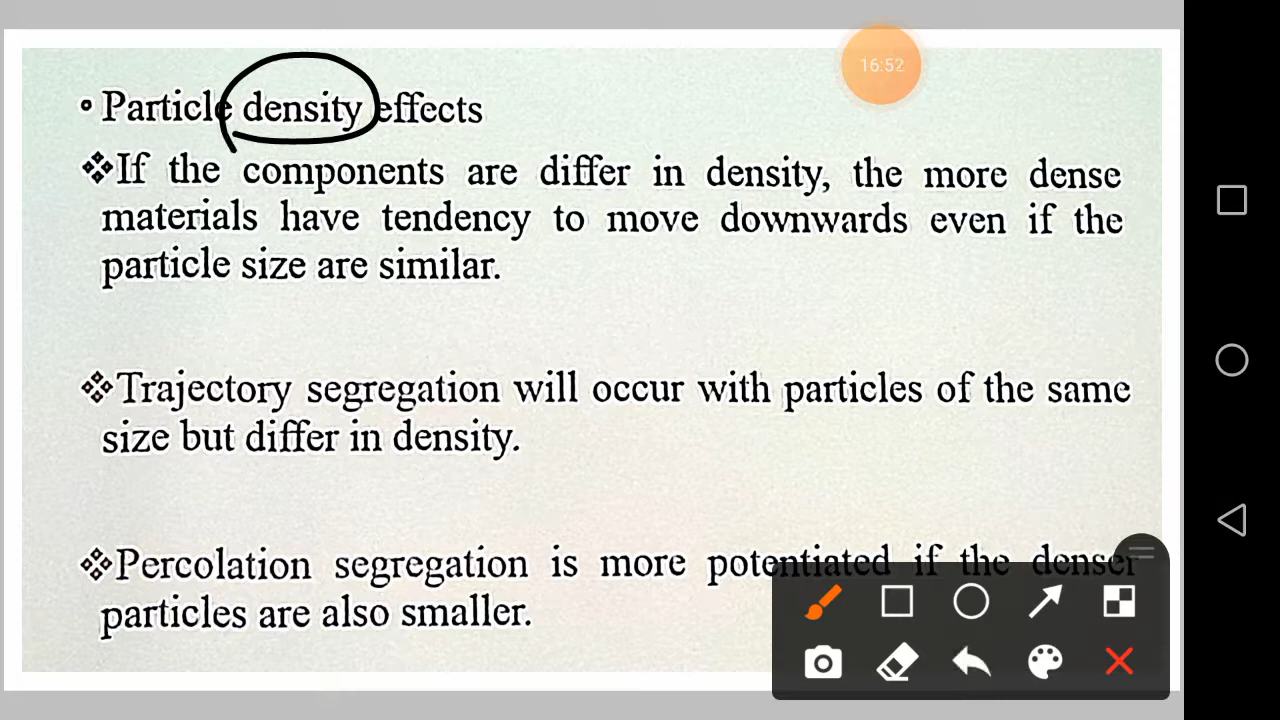 16:52
Particle density effects
If the components are differ in density, the more dense
materials have tendency to move downwards even if the
particle size are similar.
Trajectory segregation will occur with particles of the same
size but differ in density.
Percolation segregation is more potentiated if the denser
particles are also smaller.